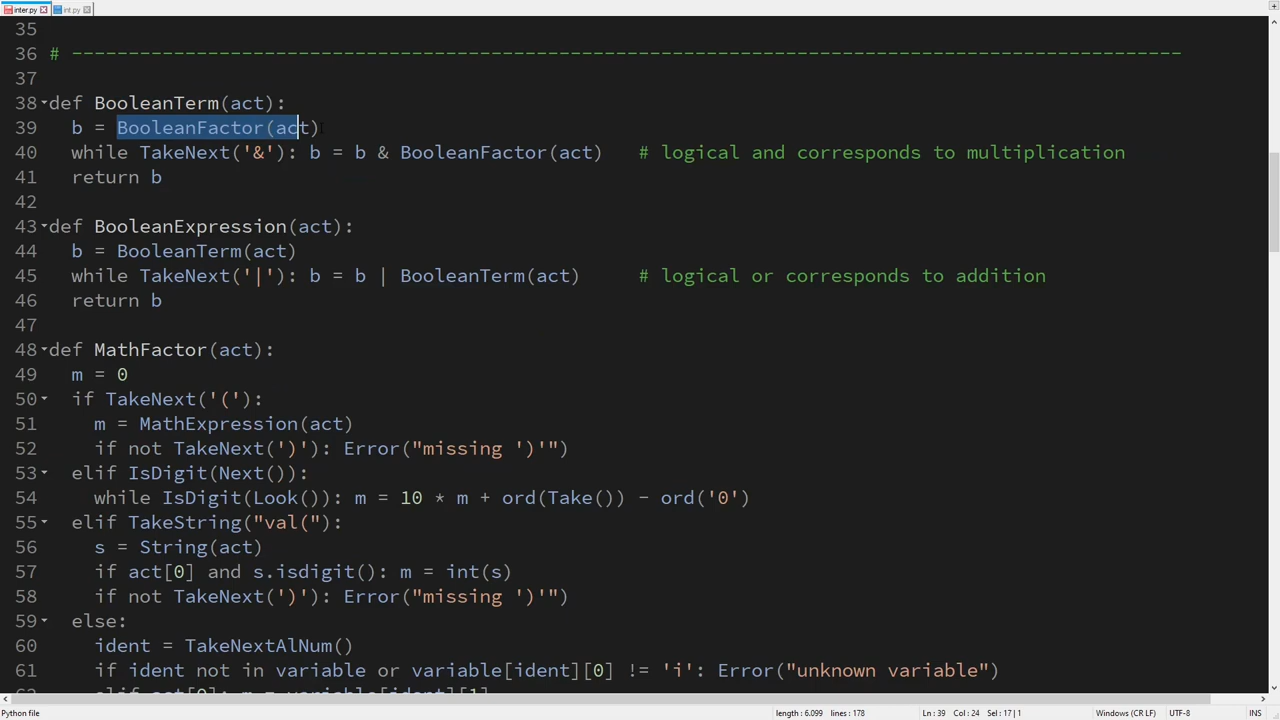 inter.py int.py
35
36 # --------------------------------------------------------------------------------------------------
37
38 def BooleanTerm(act):
39 b = BooleanFactor(act)
40 while TakeNext('&'): b = b & BooleanFactor(act) # logical and corresponds to multiplication
41 return b
42
43 def BooleanExpression(act):
44 b = BooleanTerm(act)
45 while TakeNext('|'): b = b | BooleanTerm(act) # logical or corresponds to addition
46 return b
47
48 def MathFactor(act):
49 m = 0
50 if TakeNext('('):
51 m = MathExpression(act)
52 if not TakeNext(')'): Error("missing ')'")
53 elif IsDigit(Next()):
54 while IsDigit(Look()): m = 10 * m + ord(Take()) - ord('0')
55 elif TakeString("val("):
56 s = String(act)
57 if act[0] and s.isdigit(): m = int(s)
58 if not TakeNext(')'): Error("missing ')'")
59 else:
60 ident = TakeNextAlNum()
61 if ident not in variable or variable[ident][0] != 'i': Error("unknown variable")
62 elif act[0]: m = variable[ident][1]
Python file length : 6.099 lines : 178 Ln : 39 Col : 24 Sel : 17 | 1 Windows (CR LF) UTF-8 INS